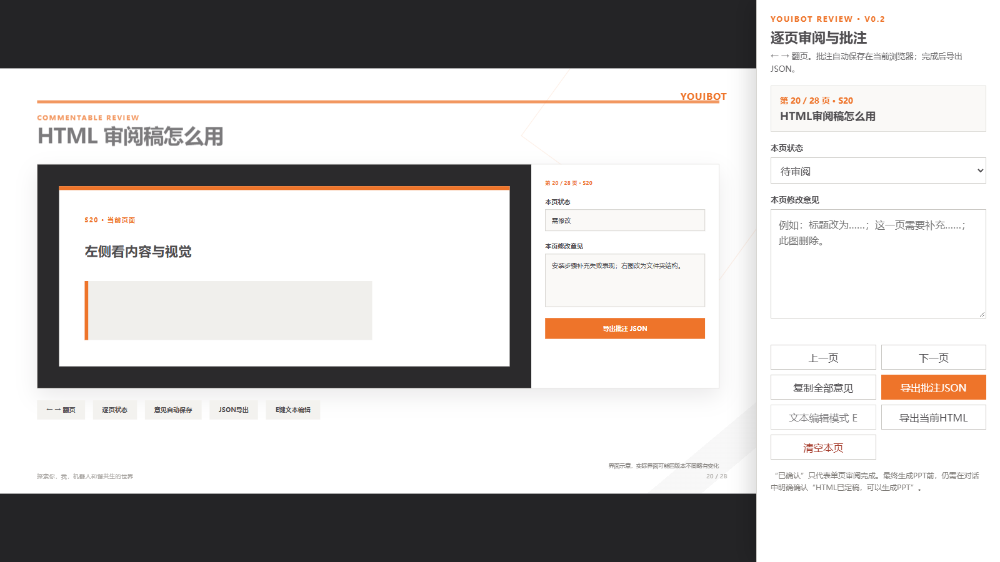 YOUIBOT
COMMENTABLE REVIEW
HTML 审阅稿怎么用
S20 • 当前页面
左侧看内容与视觉
第 20 / 28 页 • S20
本页状态
需修改
本页修改意见
安装步骤补充失败表现；右图改为文件夹结构。
导出批注 JSON
←→ 翻页
逐页状态
意见自动保存
JSON导出
E键文本编辑
界面示意，实际界面可能因版本不同略有变化
探索你、我、机器人和谐共生的世界
20 / 28
YOUIBOT REVIEW • V0.2
逐页审阅与批注
←→ 翻页。批注自动保存在当前浏览器；完成后导出
JSON。
第 20 / 28 页 • S20
HTML审阅稿怎么用
本页状态
待审阅
本页修改意见
例如：标题改为……；这一页需要补充……；
此图删除。
上一页
下一页
复制全部意见
导出批注JSON
文本编辑模式 E
导出当前HTML
清空本页
“已确认”只代表单页审阅完成。最终生成PPT前，仍需在对话
中明确确认“HTML已定稿，可以生成PPT”。